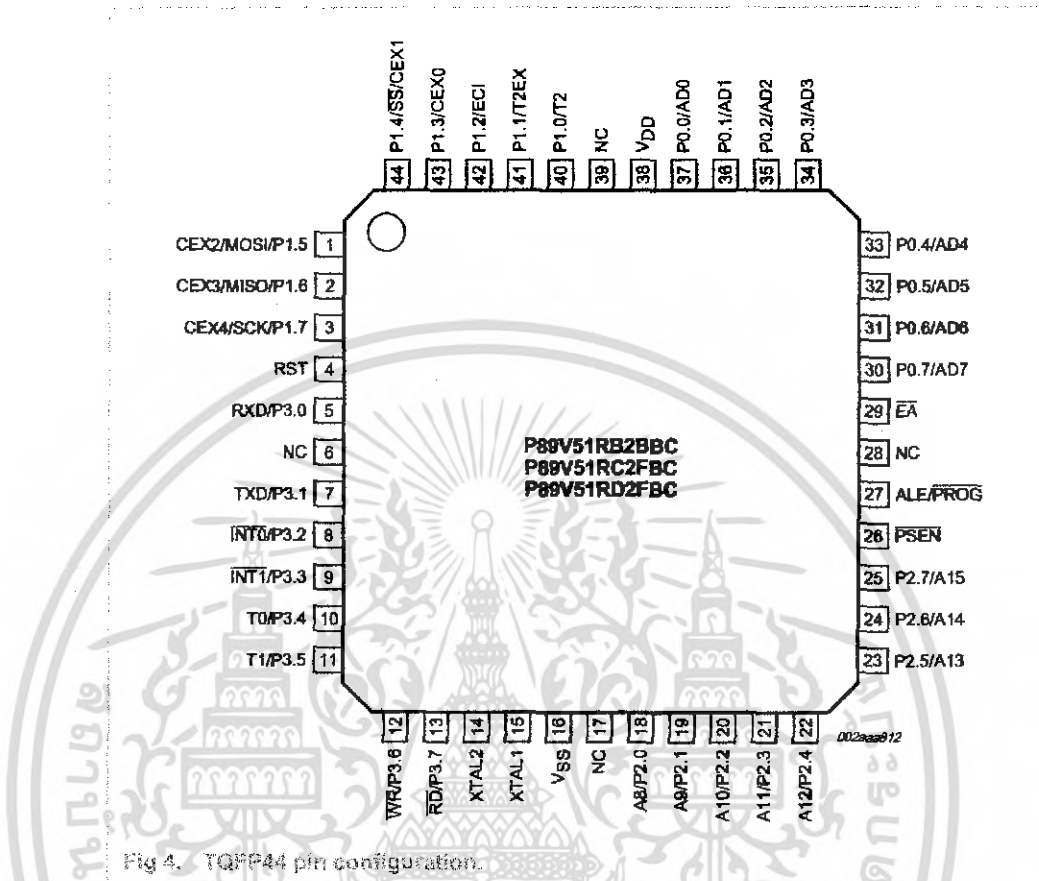 44 P1.4/SS/CEX1
43 P1.3/CEX0
42 P1.2/ECI
41 P1.1/T2EX
40 P1.0/T2
39 NC
38 VDD
37 P0.0/AD0
36 P0.1/AD1
35 P0.2/AD2
34 P0.3/AD3
CEX2/MOSI/P1.5 1
CEX3/MISO/P1.6 2
CEX4/SCK/P1.7 3
RST 4
RXD/P3.0 5
NC 6
TXD/P3.1 7
INT0/P3.2 8
INT1/P3.3 9
T0/P3.4 10
T1/P3.5 11
P89V51RB2BBC
P89V51RC2FBC
P89V51RD2FBC
33 P0.4/AD4
32 P0.5/AD5
31 P0.6/AD6
30 P0.7/AD7
29 EA
28 NC
27 ALE/PROG
26 PSEN
25 P2.7/A15
24 P2.6/A14
23 P2.5/A13
WR/P3.6 12
RD/P3.7 13
XTAL2 14
XTAL1 15
VSS 16
NC 17
A8/P2.0 18
A9/P2.1 19
A10/P2.2 20
A11/P2.3 21
A12/P2.4 22
002aaa812
Fig 4. TQFP44 pin configuration.